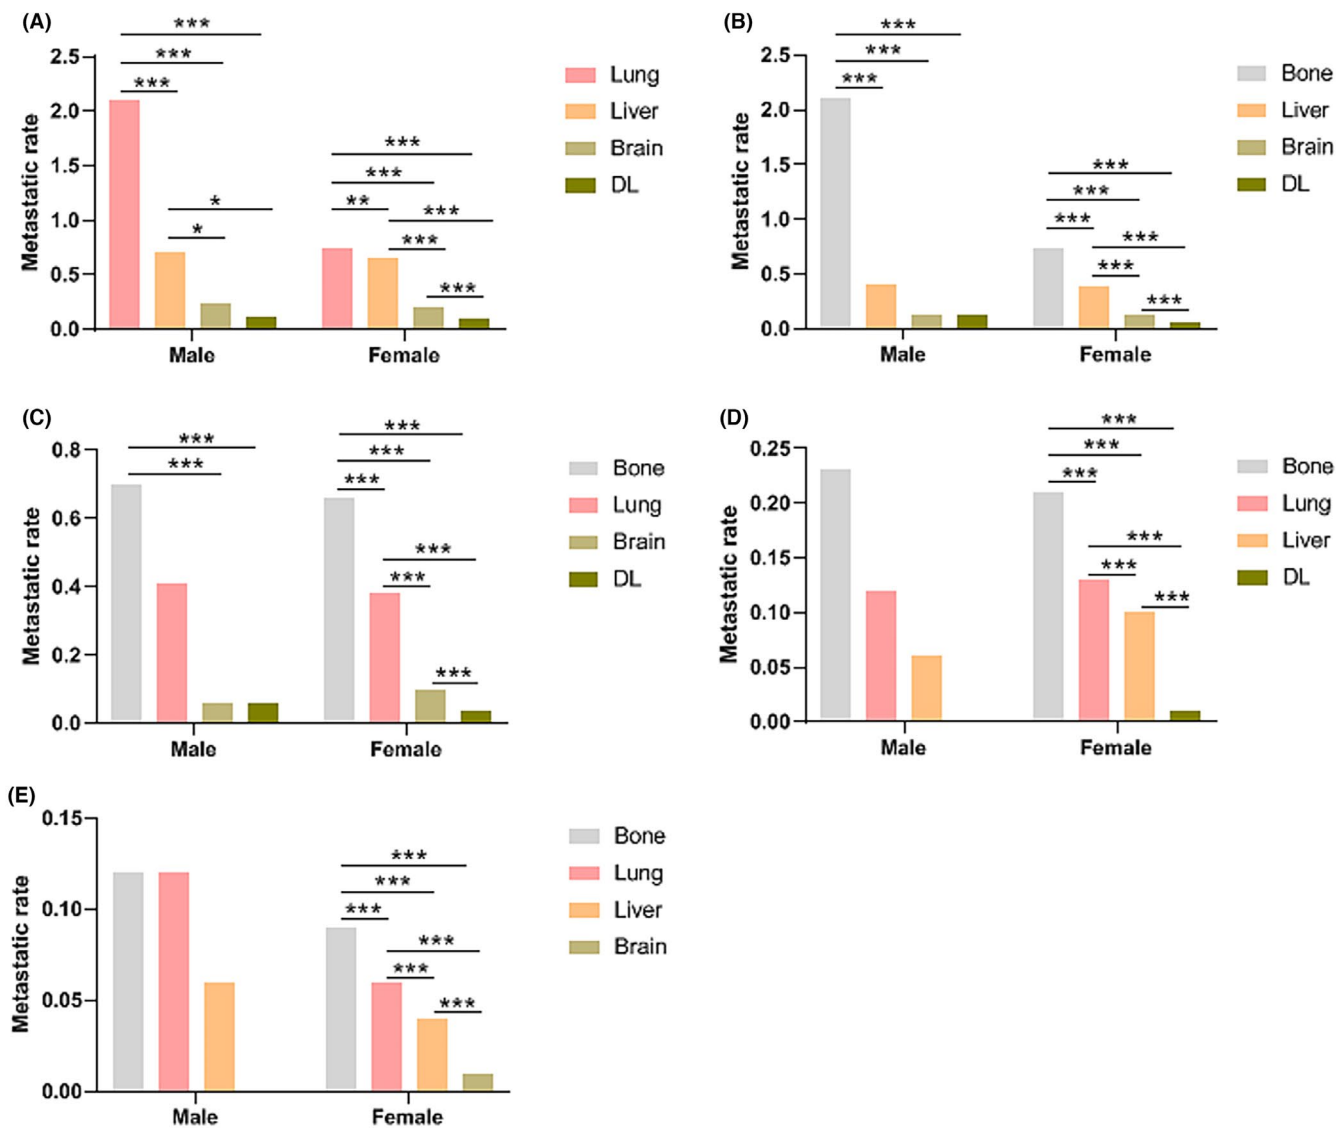 (A)
Metastatic rate
2.5
2.0
1.5
1.0
0.5
0.0
***
***
***
*
*
***
***
**
***
***
***
Male
Female
Lung
Liver
Brain
DL
(B)
Metastatic rate
2.5
2.0
1.5
1.0
0.5
0.0
***
***
***
***
***
***
***
***
***
Male
Female
Bone
Liver
Brain
DL
(C)
Metastatic rate
0.8
0.6
0.4
0.2
0.0
***
***
***
***
***
***
***
***
Male
Female
Bone
Lung
Brain
DL
(D)
Metastatic rate
0.25
0.20
0.15
0.10
0.05
0.00
***
***
***
***
***
***
Male
Female
Bone
Lung
Liver
DL
(E)
Metastatic rate
0.15
0.10
0.05
0.00
***
***
***
***
***
***
Male
Female
Bone
Lung
Liver
Brain